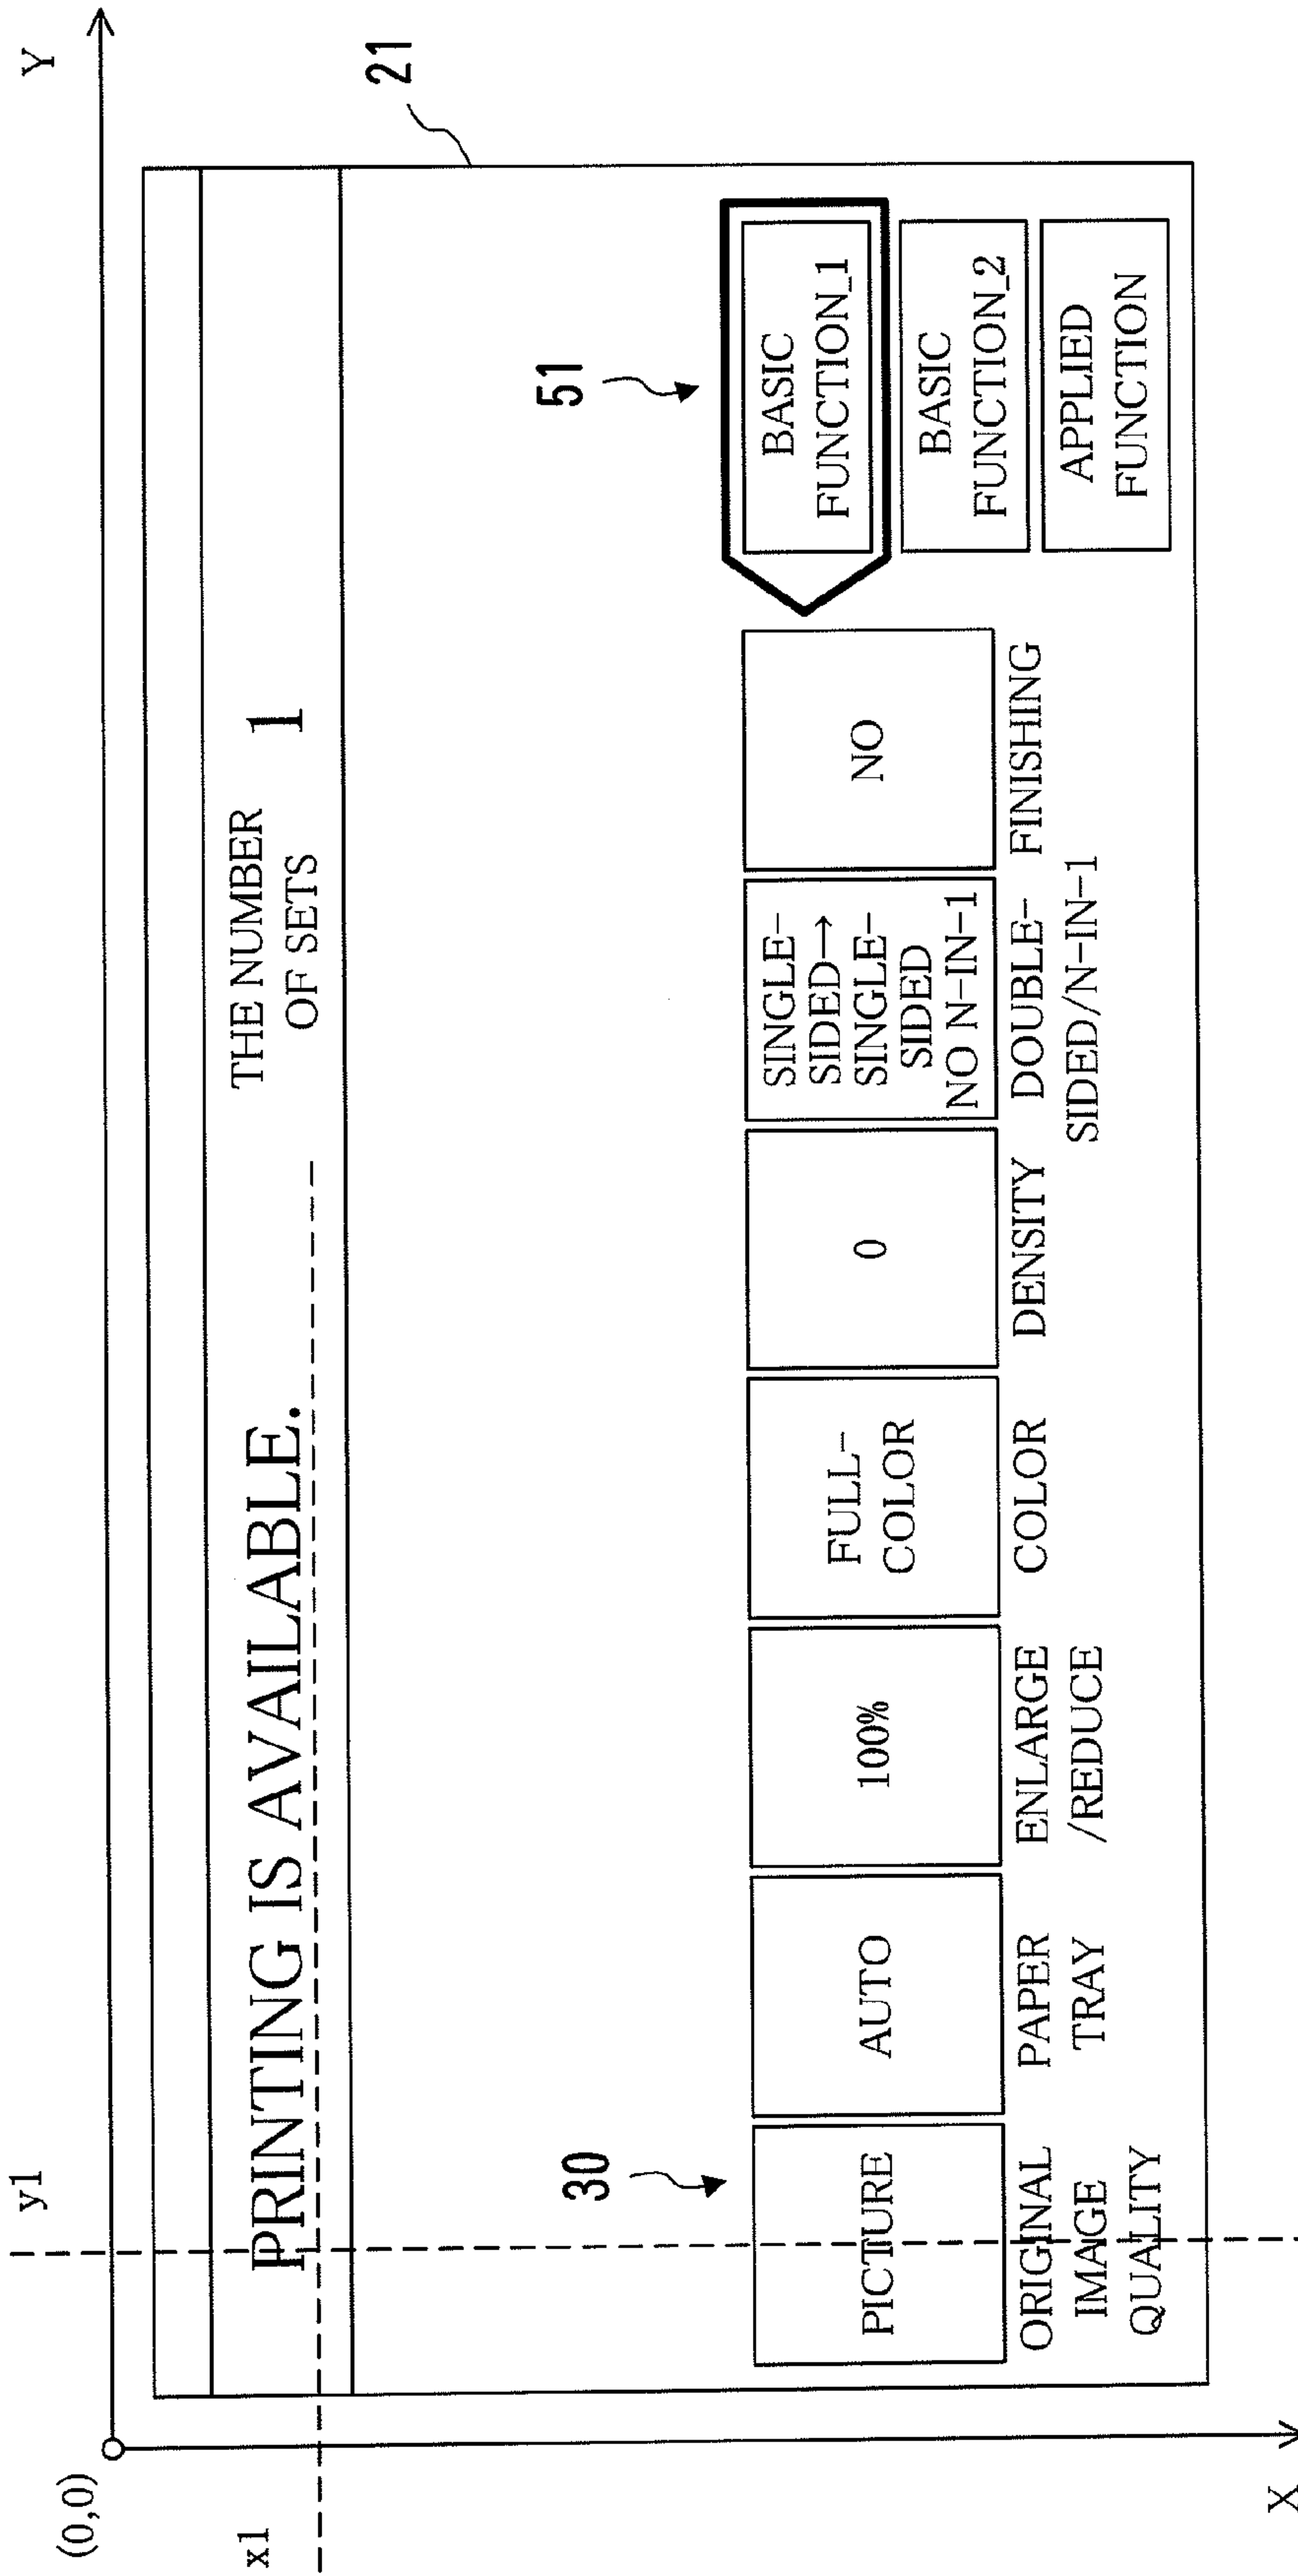 (0,0)
y1
Y
x1
X
21
PRINTING IS AVAILABLE.
THE NUMBER
OF SETS
1
30
51
PICTURE
ORIGINAL
IMAGE
QUALITY
AUTO
PAPER
TRAY
100%
ENLARGE
/REDUCE
FULL-
COLOR
COLOR
0
DENSITY
SINGLE-
SIDED→
SINGLE-
SIDED
NO N-IN-1
DOUBLE-
SIDED/N-IN-1
NO
FINISHING
BASIC
FUNCTION_1
BASIC
FUNCTION_2
APPLIED
FUNCTION